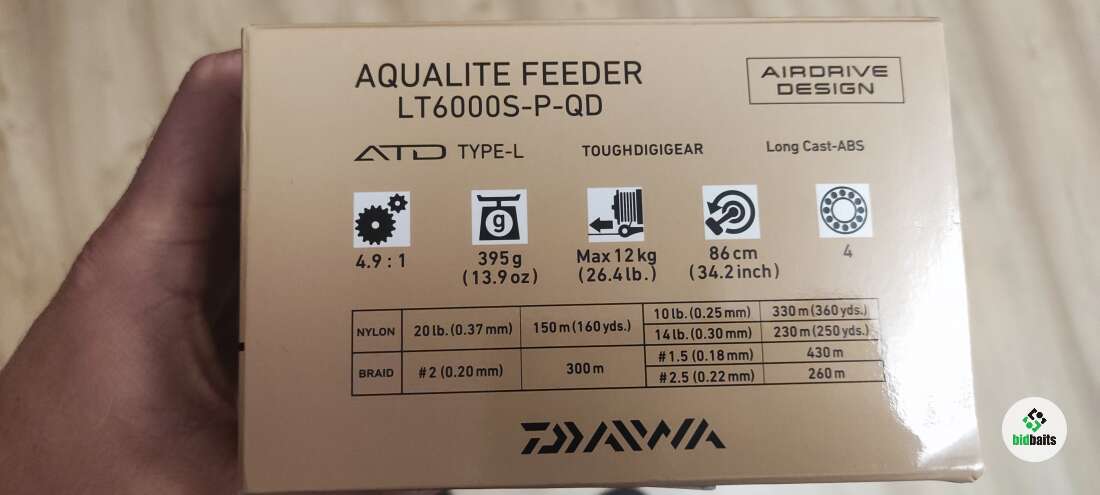 AQUALITE FEEDER
LT6000S-P-QD
AIRDRIVE
DESIGN
ATD TYPE-L TOUGHDIGIGEAR Long Cast-ABS
g
4.9 : 1 395g Max 12kg 86cm 4
(13.9oz) (26.4lb.) (34.2inch)
NYLON 20lb.(0.37mm) 150m(160yds.) 10lb.(0.25mm) 330m(360yds.)
14lb.(0.30mm) 230m(250yds.)
BRAID #2(0.20mm) 300m #1.5(0.18mm) 430m
#2.5(0.22mm) 260m
DAIWA
bidbaits